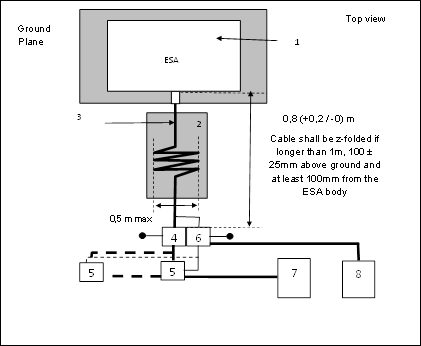 Ground
Plane
Top view
1
ESA
3
2
0,8 (+0,2 /-0) m
Cable shall be z-folded if
longer than 1m, 100 ±
25mm above ground and
at least 100mm from the
ESA body
0,5 m max
4
6
5
5
7
8